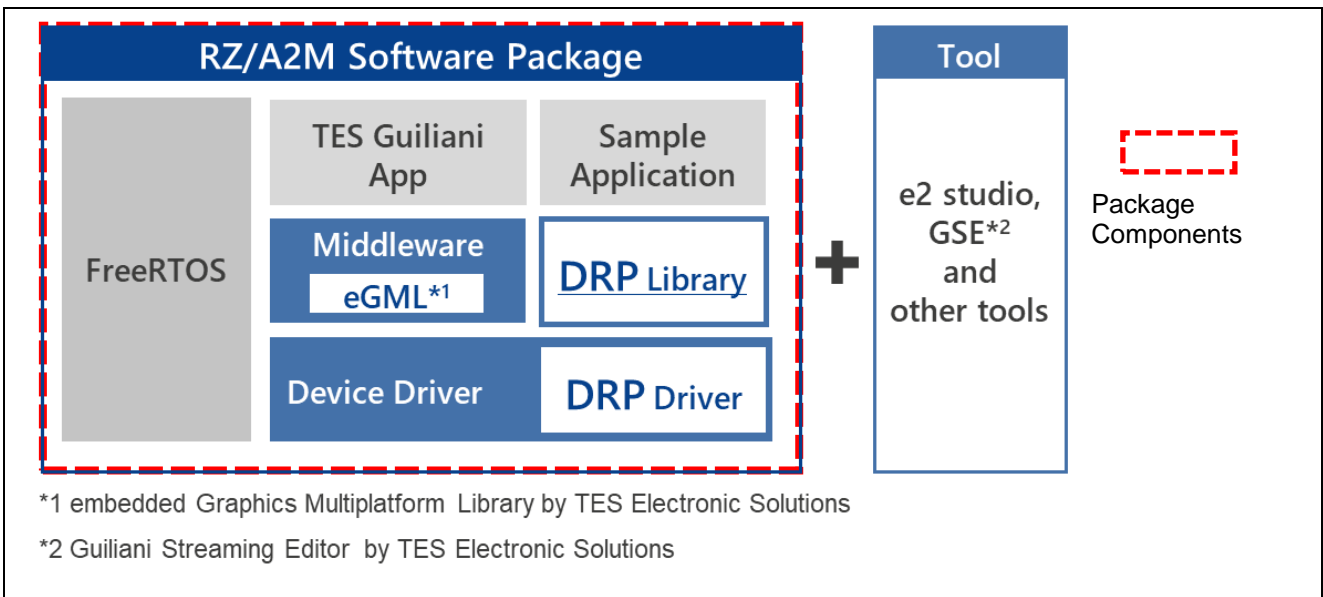 RZ/A2M Software Package
FreeRTOS
TES Guiliani
App
Sample
Application
Middleware
eGML*1
DRP Library
Device Driver
DRP Driver
+
Tool
e2 studio,
GSE*2
and
other tools
Package
Components
*1 embedded Graphics Multiplatform Library by TES Electronic Solutions
*2 Guiliani Streaming Editor by TES Electronic Solutions